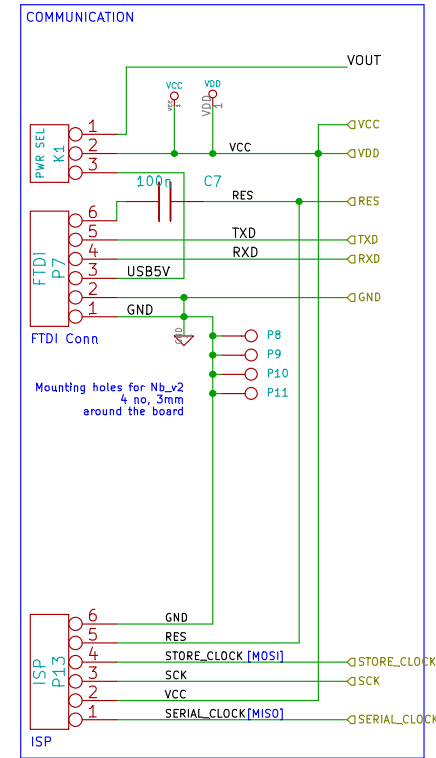 COMMUNICATION
VOUT
VCC
VCC
VDD
VDD
1
VCC
PWR SEL
K1
1
2
3
VCC
VDD
100n
C7
RES
RES
FTDI
P7
6
5
4
3
2
1
TXD
TXD
RXD
RXD
USB5V
GND
GND
GND
FTDI Conn
P8
P9
P10
P11
Mounting holes for Nb_v2
4 no, 3mm
around the board
ISP
P13
6
5
4
3
2
1
GND
RES
STORE_CLOCK [MOSI]
STORE_CLOCK
SCK
SCK
VCC
SERIAL_CLOCK [MISO]
SERIAL_CLOCK
ISP